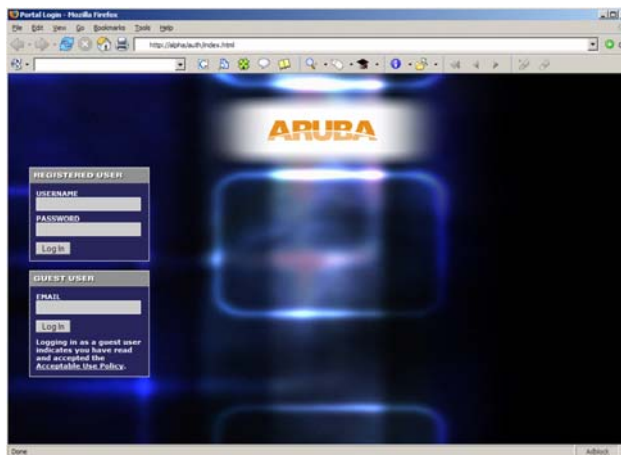 Portal Login - Mozilla Firefox
File Edit View Go Bookmarks Tools Help
http://alpha/auth/index.html
ARUBA
REGISTERED USER
USERNAME
PASSWORD
Log In
GUEST USER
EMAIL
Log In
Logging in as a guest user
indicates you have read
and accepted the
Acceptable Use Policy.
Done
Adblock